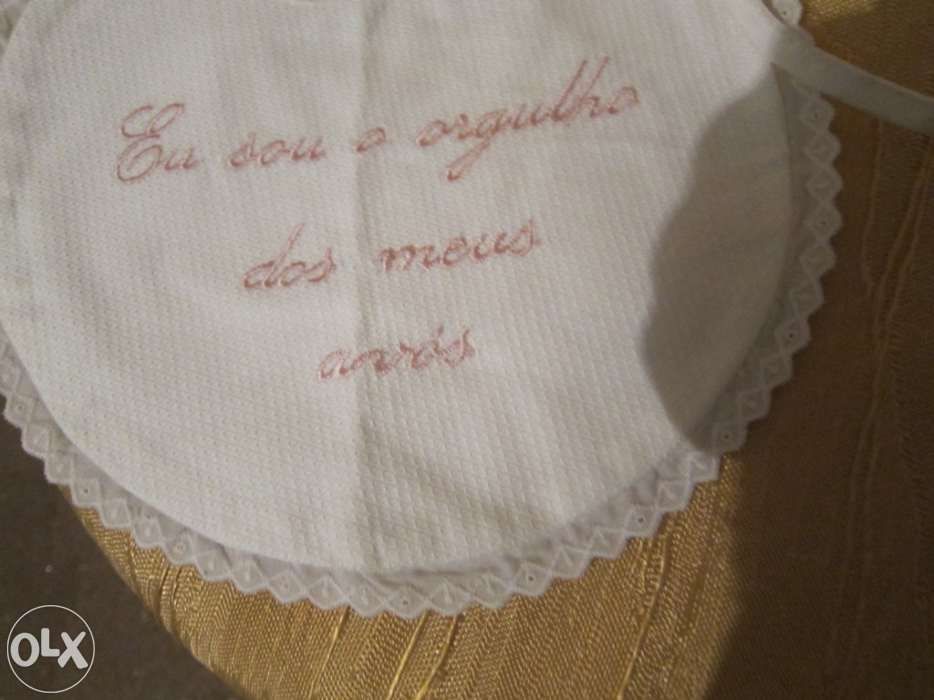 Eu sou o orgulho
dos meus
avós
OLX